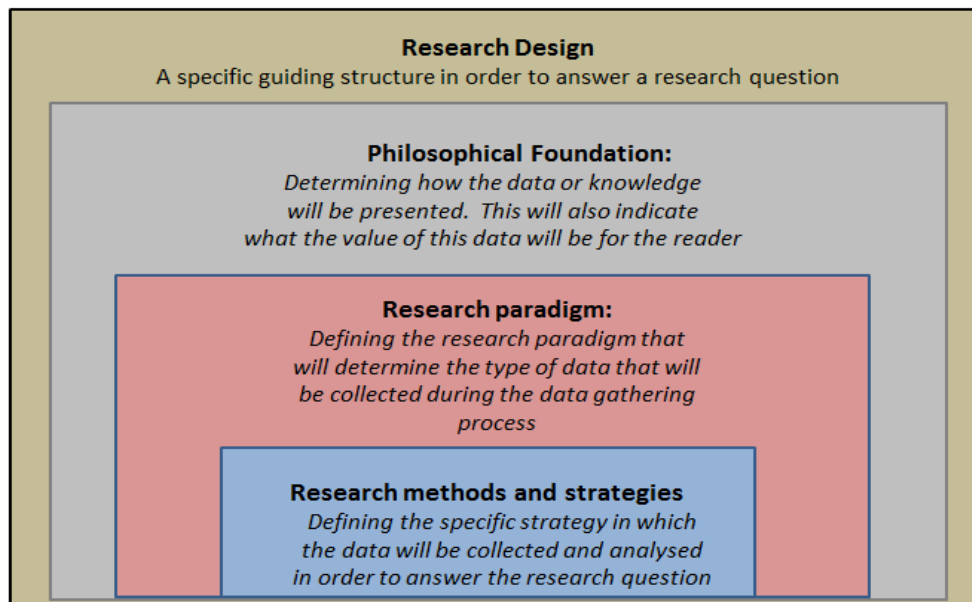 Research Design
A specific guiding structure in order to answer a research question
Philosophical Foundation:
Determining how the data or knowledge
will be presented.  This will also indicate
what the value of this data will be for the reader
Research paradigm:
Defining the research paradigm that
will determine the type of data that will
be collected during the data gathering
process
Research methods and strategies
Defining the specific strategy in which
the data will be collected and analysed
in order to answer the research question